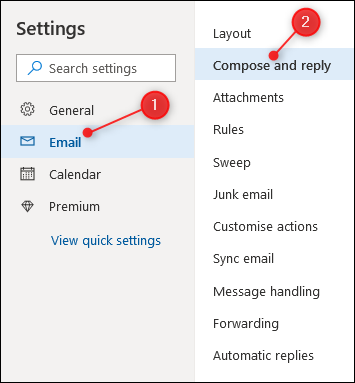 Settings
Search settings
General
Email
Calendar
Premium
View quick settings
1
2
Layout
Compose and reply
Attachments
Rules
Sweep
Junk email
Customise actions
Sync email
Message handling
Forwarding
Automatic replies